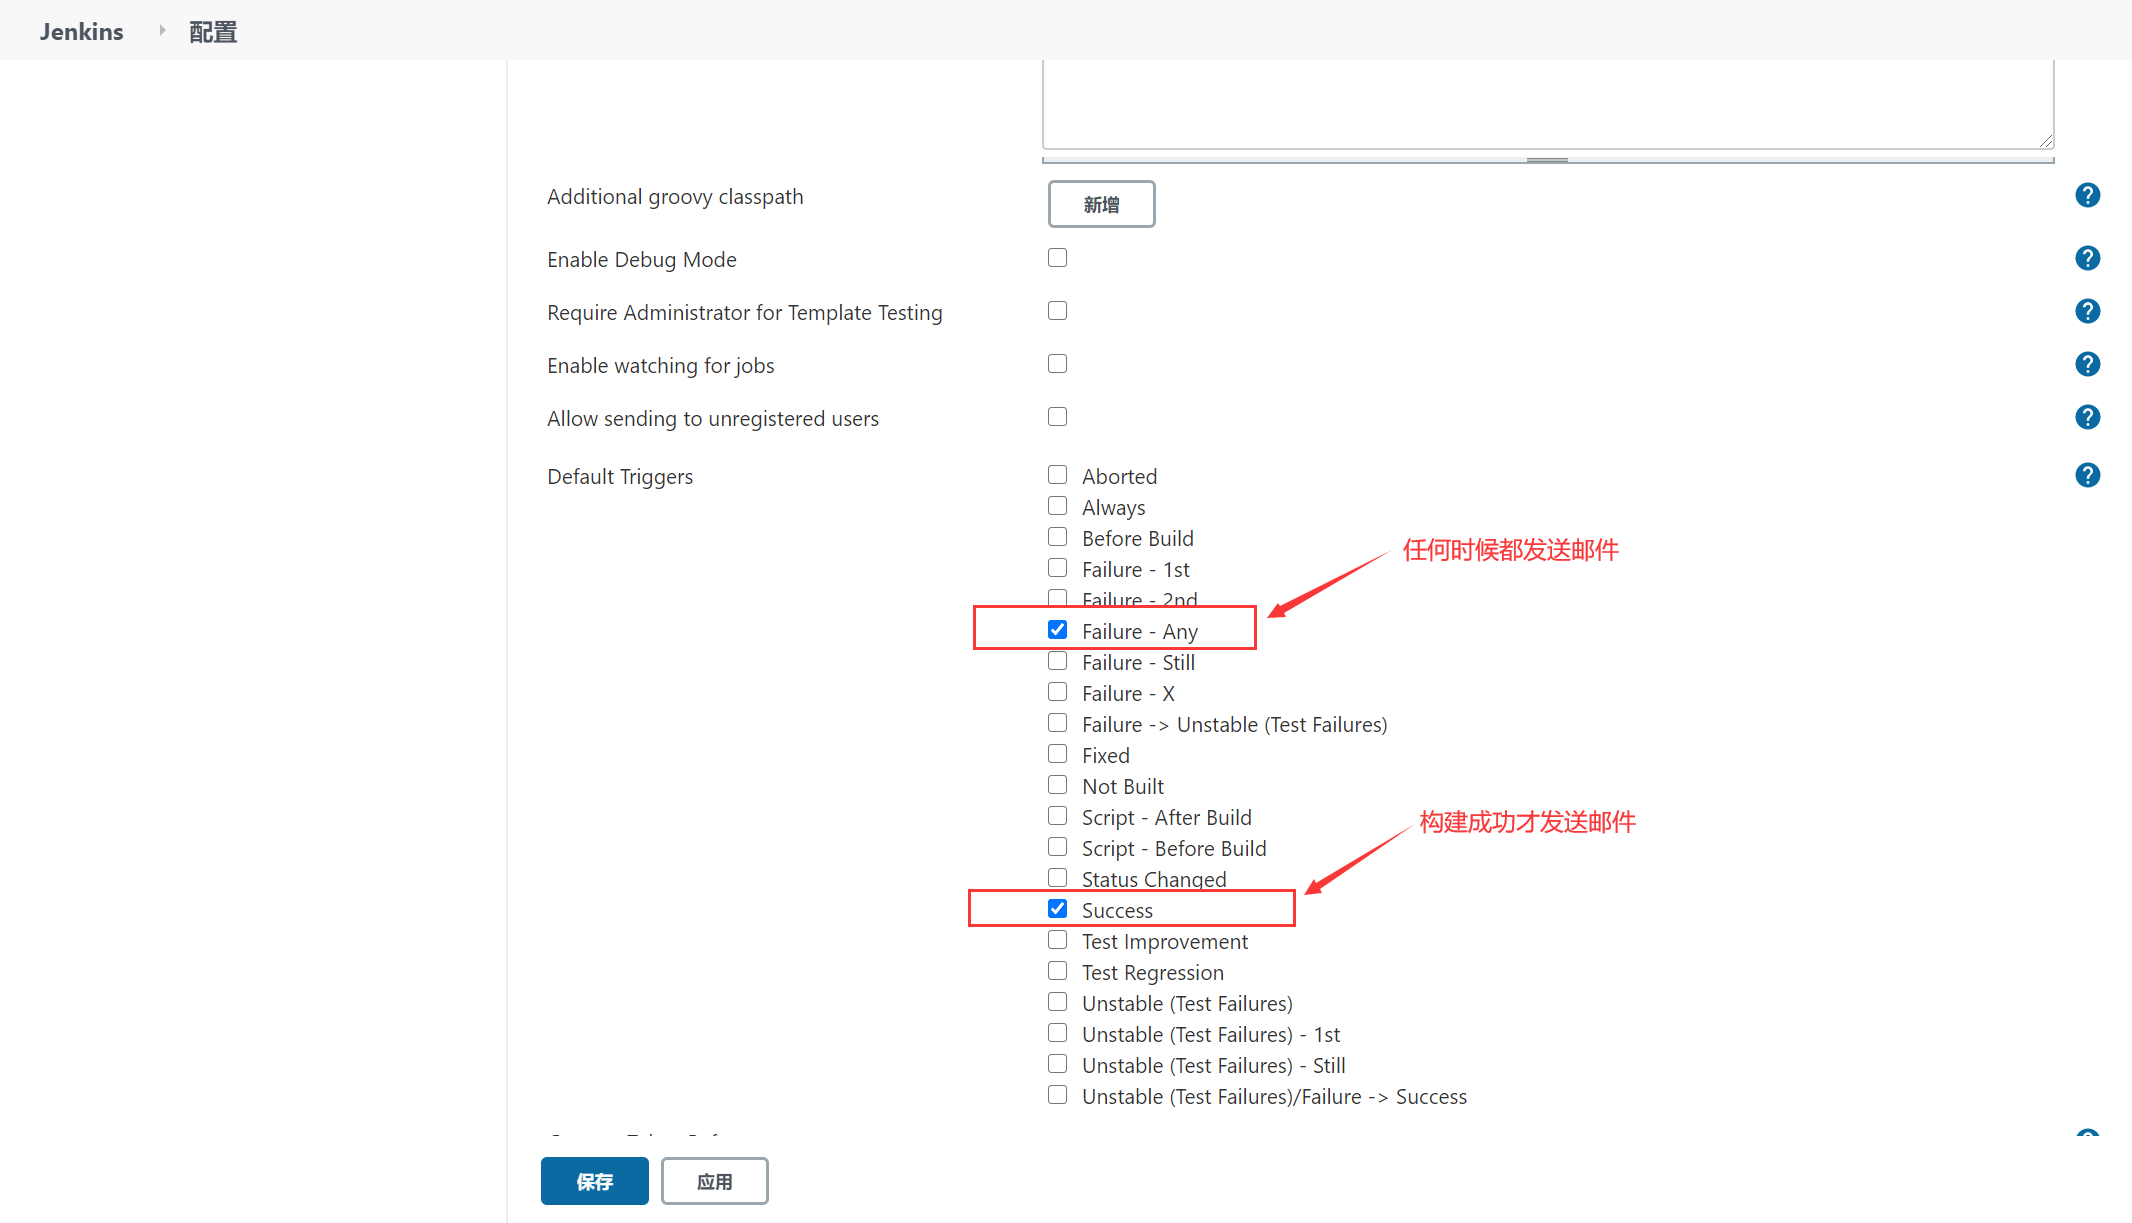 Jenkins
配置
Additional groovy classpath
新增
Enable Debug Mode
Require Administrator for Template Testing
Enable watching for jobs
Allow sending to unregistered users
Default Triggers
Aborted
Always
Before Build
任何时候都发送邮件
Failure - 1st
Failure - 2nd
Failure - Any
Failure - Still
Failure - X
Failure -> Unstable (Test Failures)
Fixed
Not Built
Script - After Build
构建成功才发送邮件
Script - Before Build
Status Changed
Success
Test Improvement
Test Regression
Unstable (Test Failures)
Unstable (Test Failures) - 1st
Unstable (Test Failures) - Still
Unstable (Test Failures)/Failure -> Success
保存
应用